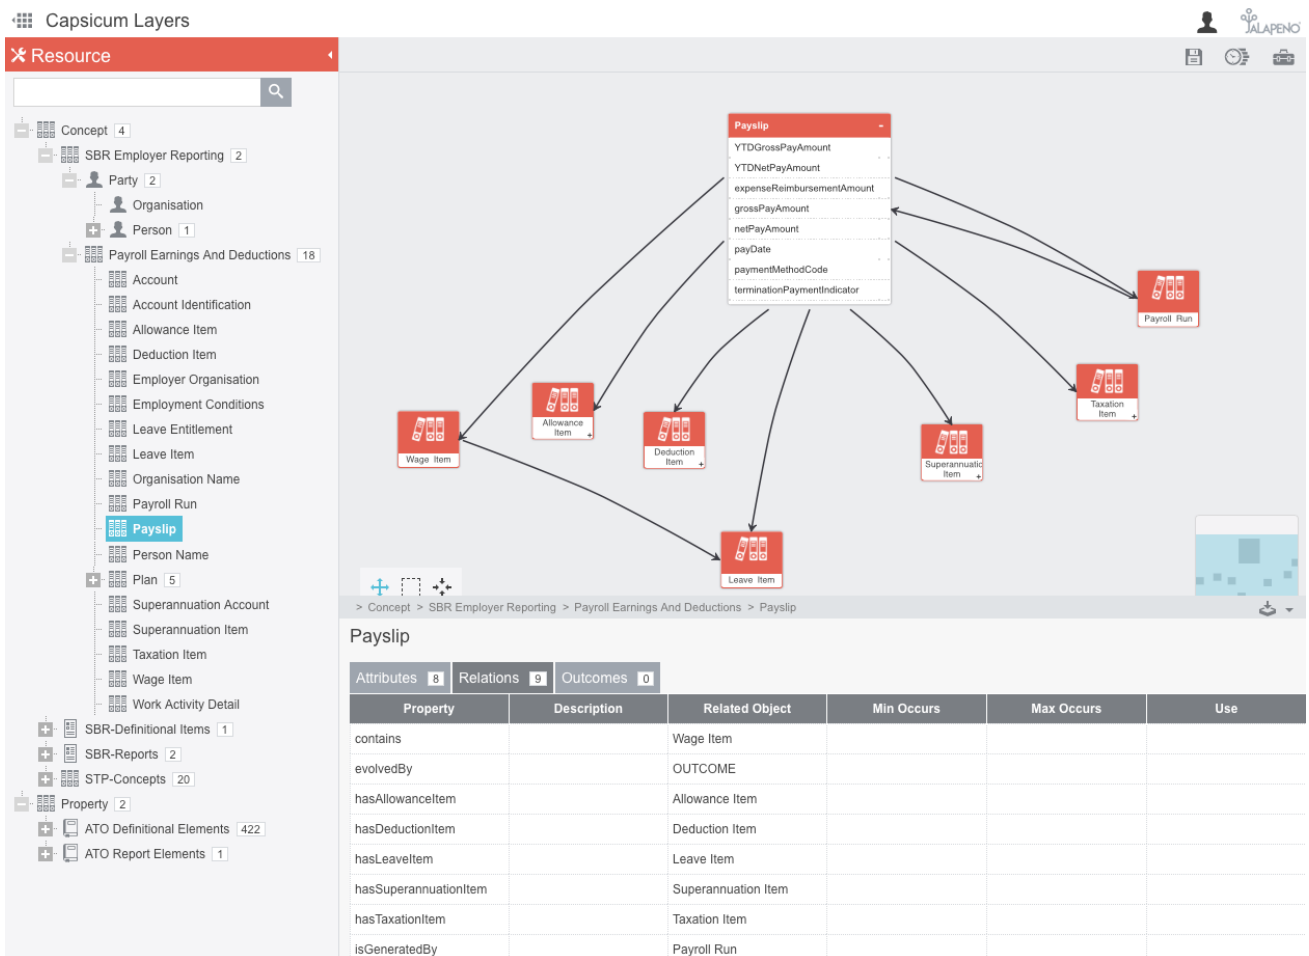 Capsicum Layers
JALAPENO
Resource
Concept 4
SBR Employer Reporting 2
Party 2
Organisation
Person 1
Payroll Earnings And Deductions 18
Account
Account Identification
Allowance Item
Deduction Item
Employer Organisation
Employment Conditions
Leave Entitlement
Leave Item
Organisation Name
Payroll Run
Payslip
Person Name
Plan 5
Superannuation Account
Superannuation Item
Taxation Item
Wage Item
Work Activity Detail
SBR-Definitional Items 1
SBR-Reports 2
STP-Concepts 20
Property 2
ATO Definitional Elements 422
ATO Report Elements 1
Payslip -
YTDGrossPayAmount
YTDNetPayAmount
expenseReimbursementAmount
grossPayAmount
netPayAmount
payDate
paymentMethodCode
terminationPaymentIndicator
Payroll Run
Taxation
Item +
Allowance
Item +
Wage Item
Deduction
Item +
Superannuatic
Item +
Leave Item
> Concept > SBR Employer Reporting > Payroll Earnings And Deductions > Payslip
Payslip
Attributes 8 Relations 9 Outcomes 0
Property Description Related Object Min Occurs Max Occurs Use
contains Wage Item
evolvedBy OUTCOME
hasAllowanceItem Allowance Item
hasDeductionItem Deduction Item
hasLeaveItem Leave Item
hasSuperannuationItem Superannuation Item
hasTaxationItem Taxation Item
isGeneratedBy Payroll Run